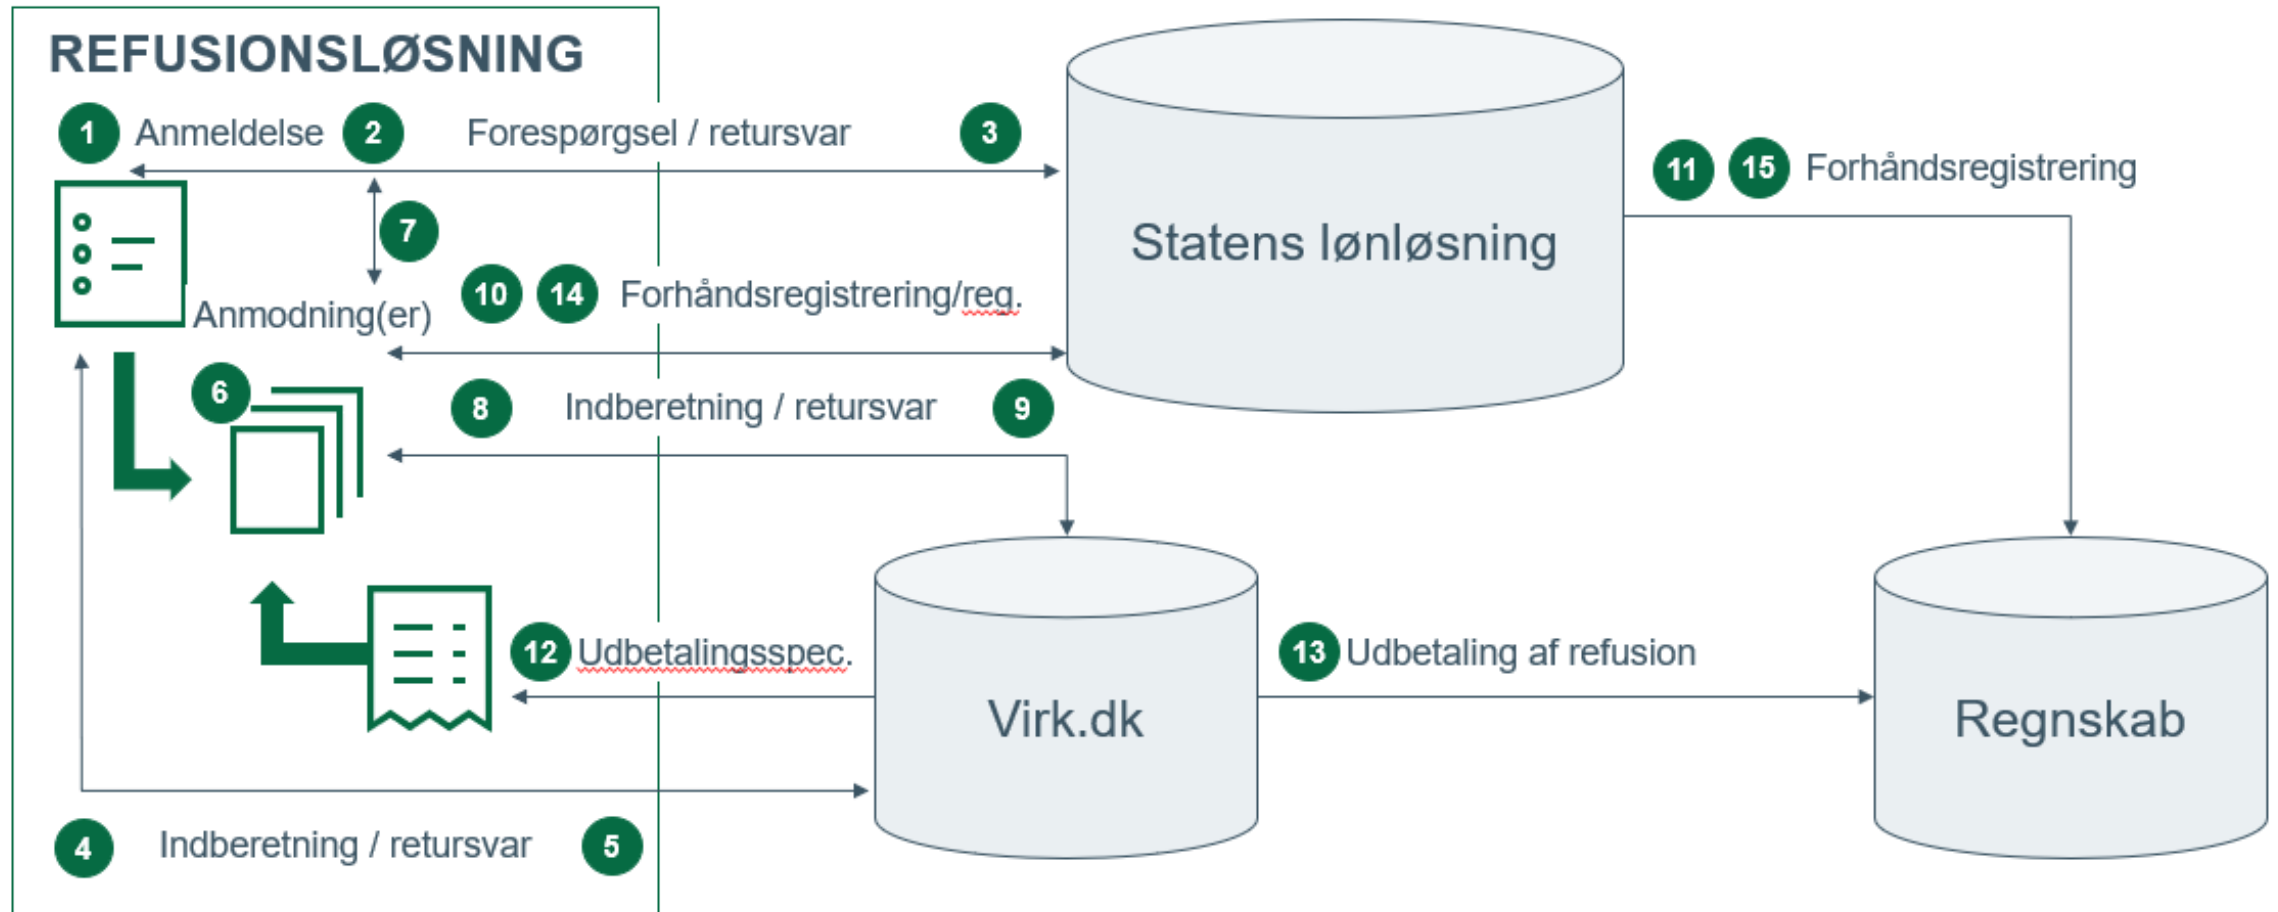 REFUSIONSLØSNING
1 Anmeldelse 2 Forespørgsel / retursvar 3
11 15 Forhåndsregistrering
7
Statens lønløsning
10 14 Forhåndsregistrering/reg.
Anmodning(er)
6
8 Indberetning / retursvar 9
12 Udbetalingsspec.
13 Udbetaling af refusion
Virk.dk
Regnskab
4 Indberetning / retursvar 5